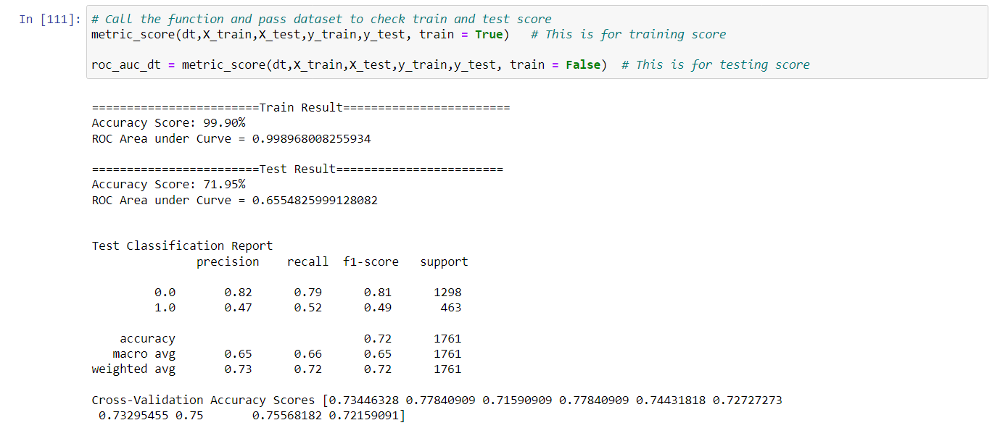 In [111]: # Call the function and pass dataset to check train and test score
metric_score(dt,X_train,X_test,y_train,y_test, train = True)   # This is for training score
roc_auc_dt = metric_score(dt,X_train,X_test,y_train,y_test, train = False)  # This is for testing score
========================Train Result========================
Accuracy Score: 99.90%
ROC Area under Curve = 0.998968008255934
========================Test Result========================
Accuracy Score: 71.95%
ROC Area under Curve = 0.6554825999128082
Test Classification Report
               precision    recall  f1-score   support
         0.0       0.82      0.79      0.81      1298
         1.0       0.47      0.52      0.49       463
    accuracy                           0.72      1761
   macro avg       0.65      0.66      0.65      1761
weighted avg       0.73      0.72      0.72      1761
Cross-Validation Accuracy Scores [0.73446328 0.77840909 0.71590909 0.77840909 0.74431818 0.72727273
 0.73295455 0.75       0.75568182 0.72159091]